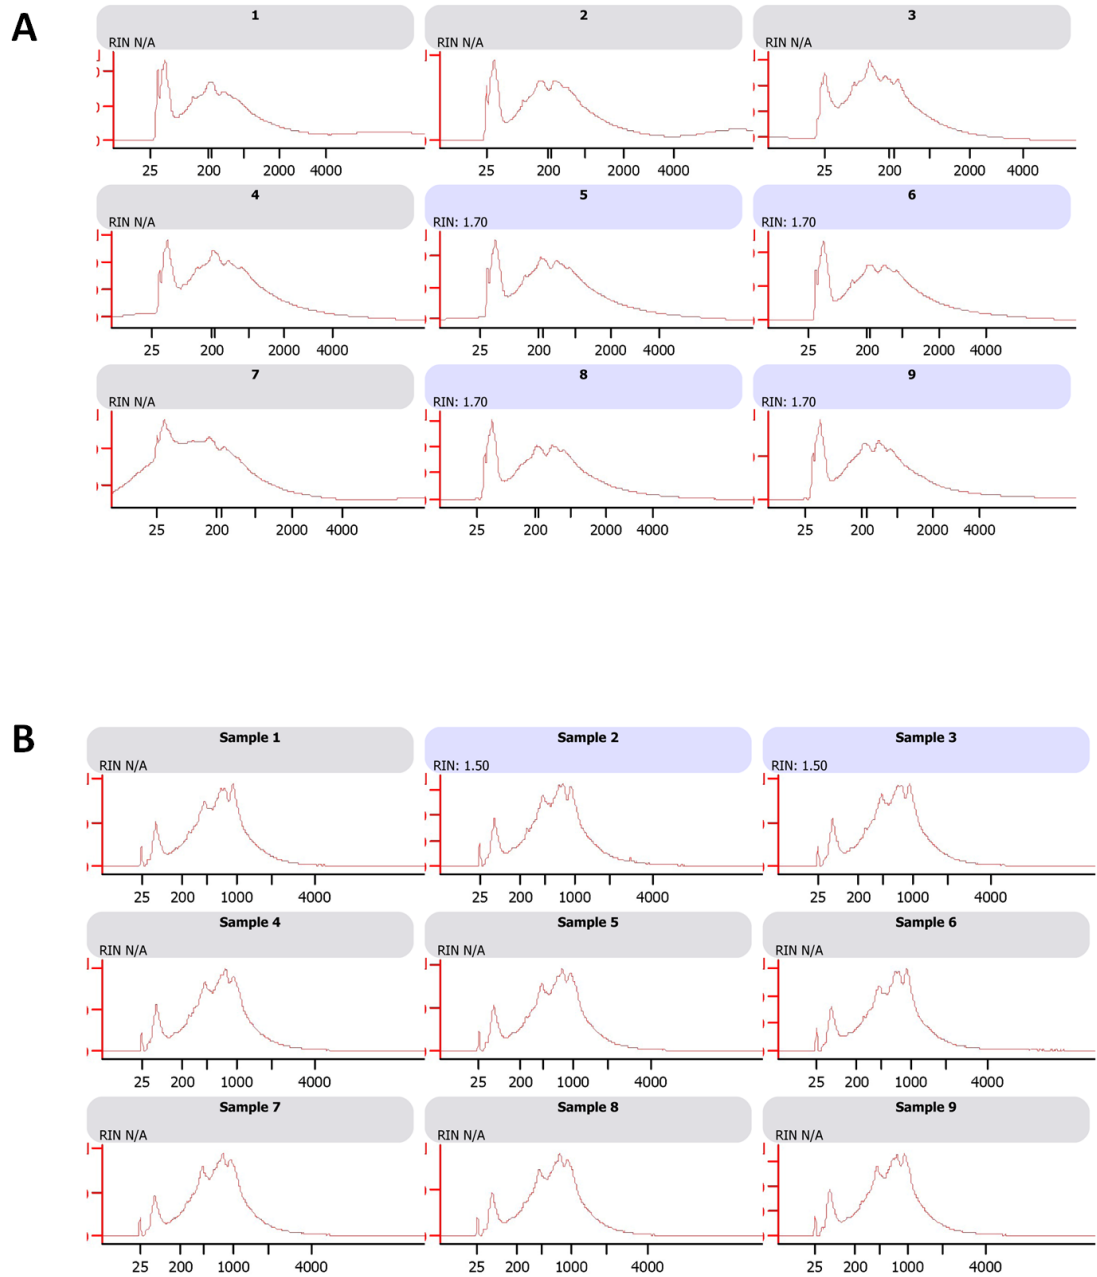 A
1 2 3
RIN N/A RIN N/A RIN N/A
25 200 2000 4000 25 200 2000 4000 25 200 2000 4000
4 5 6
RIN N/A RIN: 1.70 RIN: 1.70
25 200 2000 4000 25 200 2000 4000 25 200 2000 4000
7 8 9
RIN N/A RIN: 1.70 RIN: 1.70
25 200 2000 4000 25 200 2000 4000 25 200 2000 4000
B
Sample 1 Sample 2 Sample 3
RIN N/A RIN: 1.50 RIN: 1.50
25 200 1000 4000 25 200 1000 4000 25 200 1000 4000
Sample 4 Sample 5 Sample 6
RIN N/A RIN N/A RIN N/A
25 200 1000 4000 25 200 1000 4000 25 200 1000 4000
Sample 7 Sample 8 Sample 9
RIN N/A RIN N/A RIN N/A
25 200 1000 4000 25 200 1000 4000 25 200 1000 4000